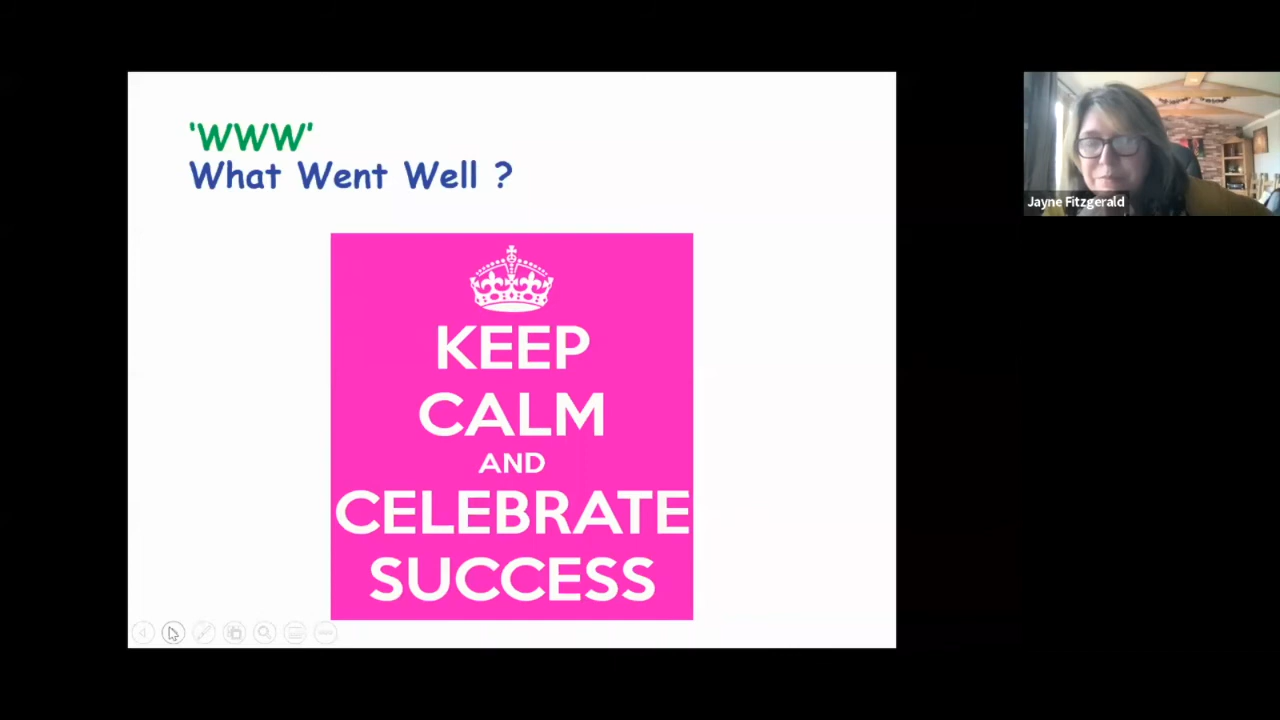 'WWW'
What Went Well ?
KEEP
CALM
AND
CELEBRATE
SUCCESS
Jayne Fitzgerald